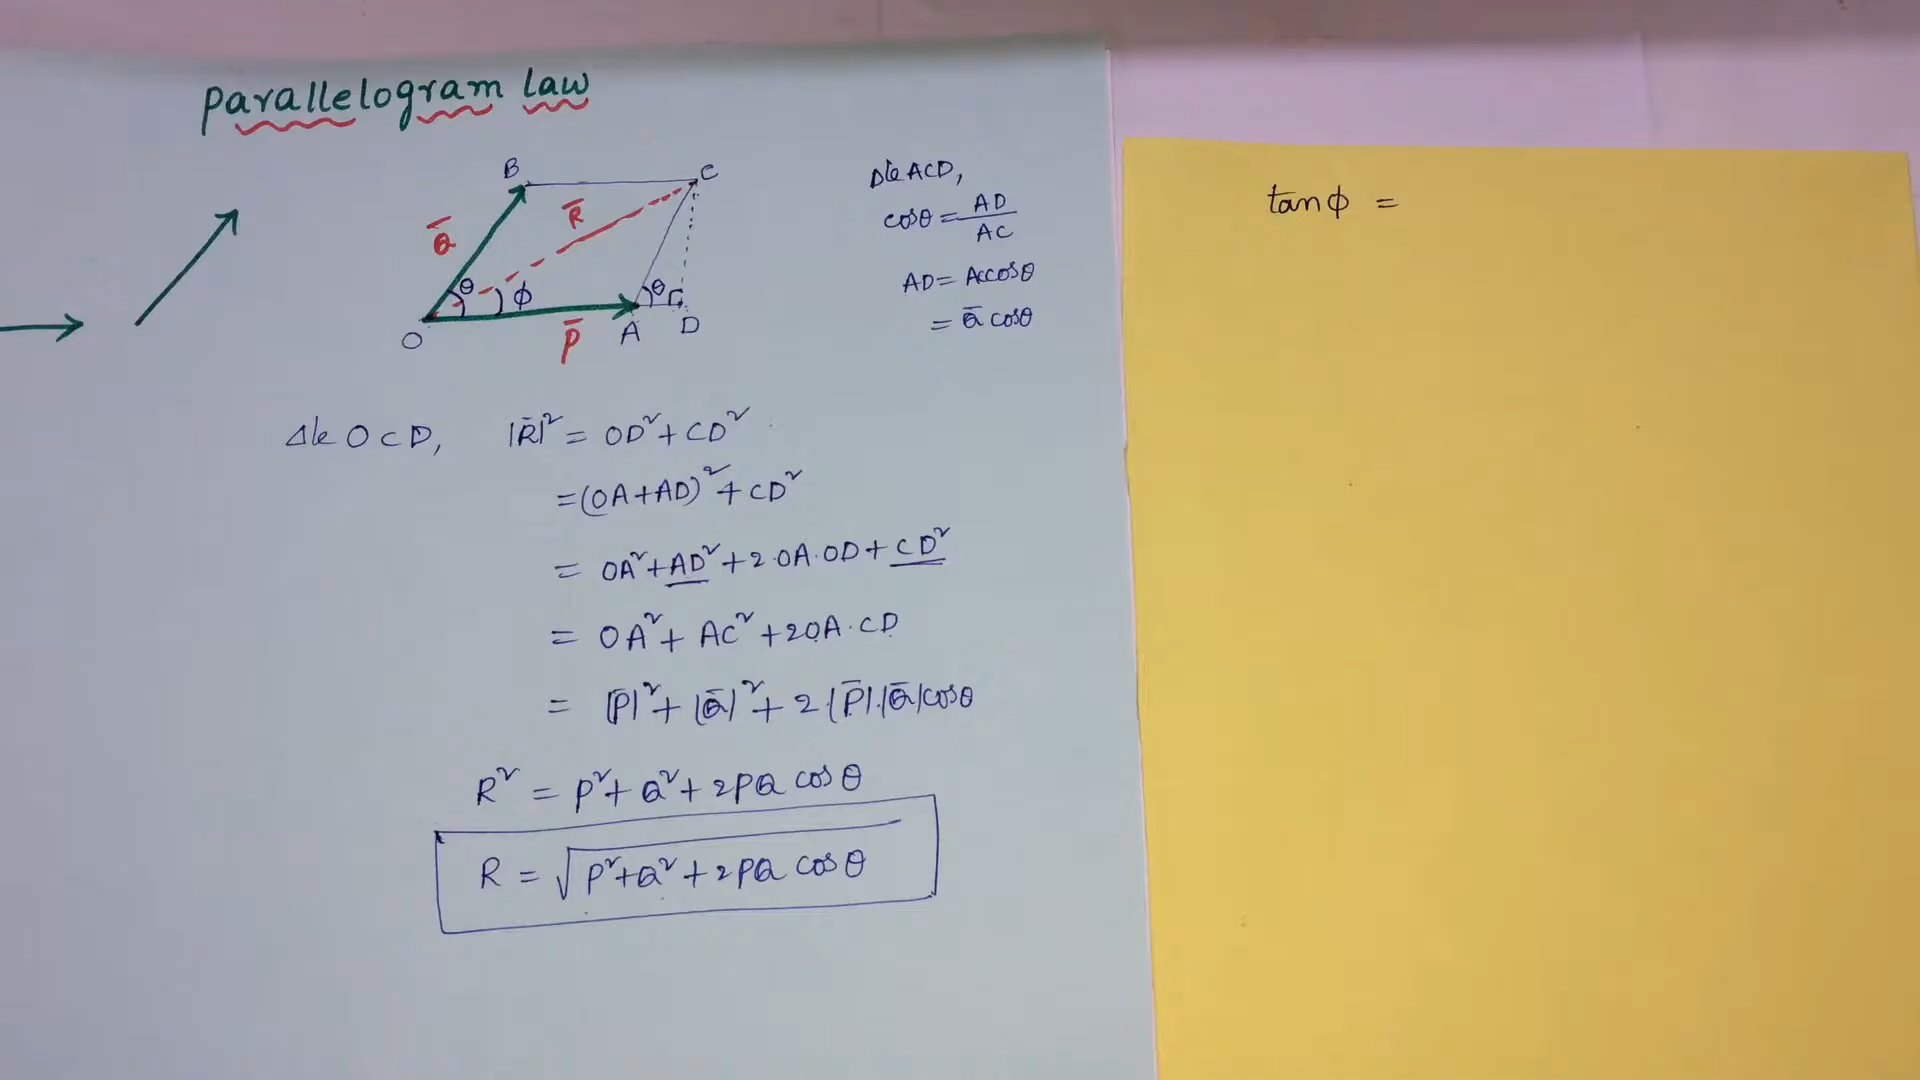 Parallelogram law
B
C
Q̄
R̄
θ
ϕ
θ
O
P̄
A
D
Δle ACD,
cosθ = AD/AC
AD = ACcosθ
= Q̄ cosθ
Δle OCD, |R̄|² = OD² + CD²
= (OA+AD)² + CD²
= OA² + AD² + 2·OA·OD + CD²
= OA² + AC² + 2OA·CD
= |P̄|² + |Q̄|² + 2·|P̄|·|Q̄|cosθ
R² = P² + Q² + 2PQ cosθ
R = √(P² + Q² + 2PQ cosθ)
tanϕ =